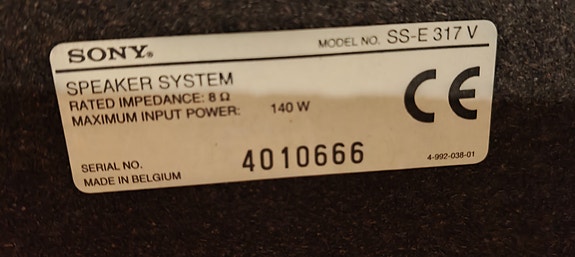 SONY®
MODEL NO. SS-E 317 V
SPEAKER SYSTEM
RATED IMPEDANCE: 8 Ω
MAXIMUM INPUT POWER: 140 W
CE
SERIAL NO. 4010666
MADE IN BELGIUM
4-992-038-01